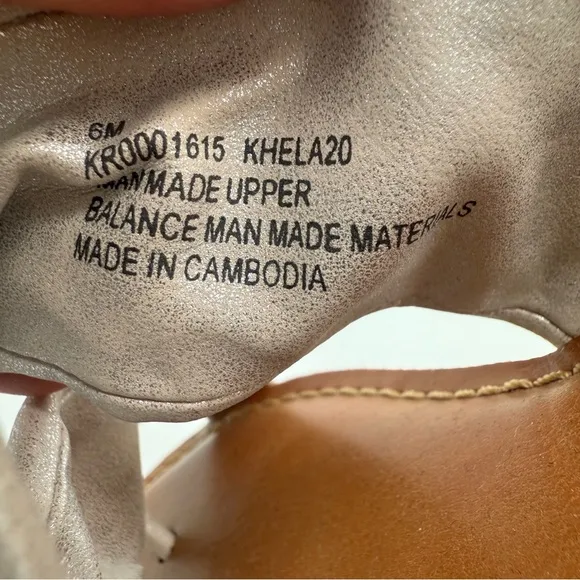 6M
KR0001615 KHELA20
MAN MADE UPPER
BALANCE MAN MADE MATERIALS
MADE IN CAMBODIA